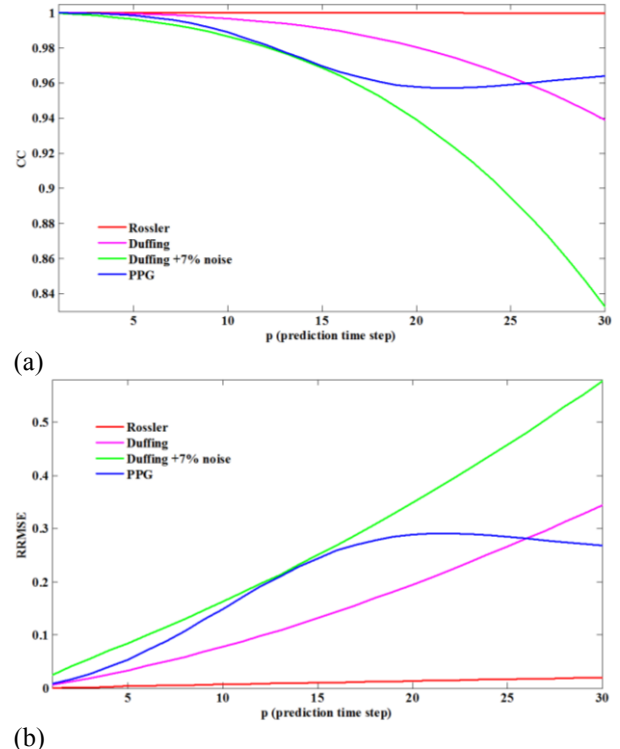 1
0.98
0.96
0.94
0.92
0.9
0.88
0.86
0.84
CC
Rossler
Duffing
Duffing +7% noise
PPG
5 10 15 20 25 30
p (prediction time step)
(a)
0.5
0.4
0.3
0.2
0.1
0
RRMSE
Rossler
Duffing
Duffing +7% noise
PPG
5 10 15 20 25 30
p (prediction time step)
(b)